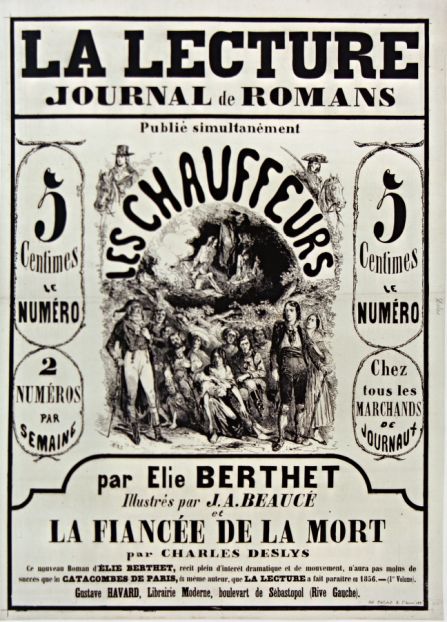 LA LECTURE
JOURNAL de ROMANS
Publié simultanément
LES CHAUFFEURS
5
Centimes
LE
NUMÉRO
2
NUMÉROS
PAR
SEMAINE
5
Centimes
LE
NUMÉRO
Chez
tous les
MARCHANDS
DE
JOURNAUX
par Elie BERTHET
Illustrés par J. A. BEAUCÉ
et
LA FIANCÉE DE LA MORT
par CHARLES DESLYS
Ce nouveau Roman d'ÉLIE BERTHET, récit plein d'intérêt dramatique et de mouvement, n'aura pas moins de
succès que les CATACOMBES DE PARIS, du même auteur, que LA LECTURE a fait paraître en 1856. — (1er Volume).
Gustave HAVARD, Librairie Moderne, boulevart de Sébastopol (Rive Gauche).